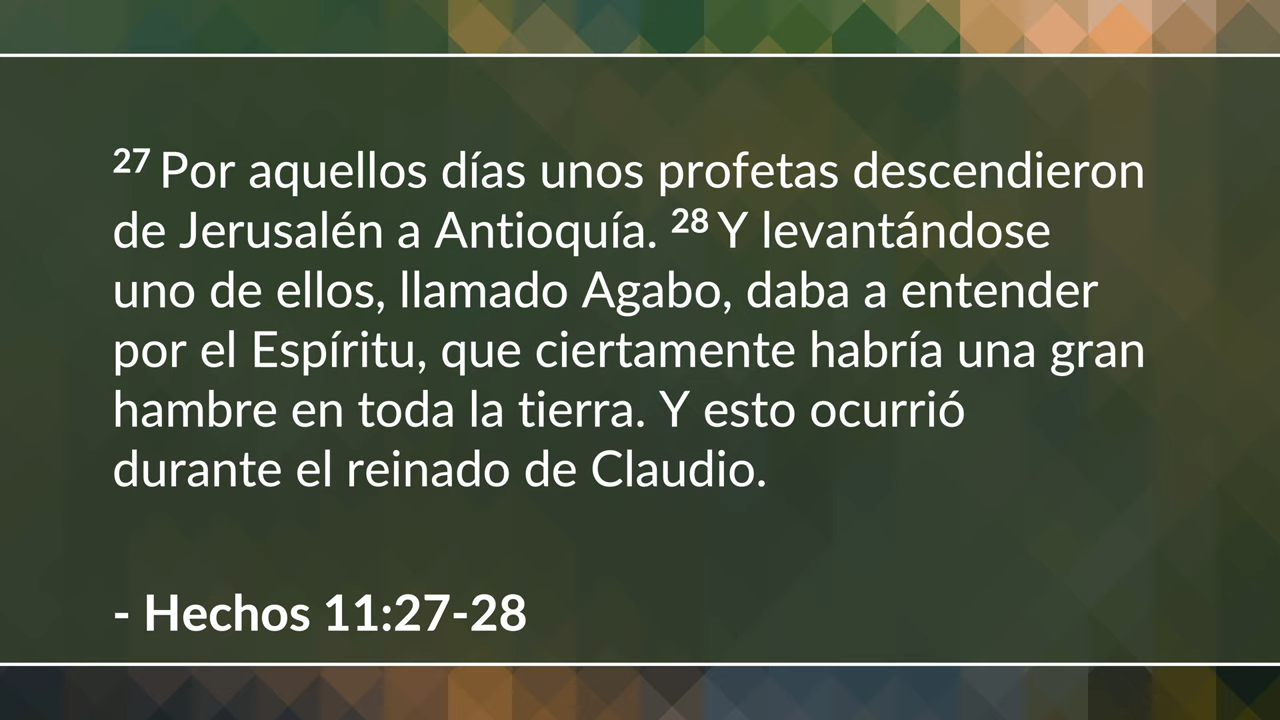 27 Por aquellos días unos profetas descendieron
de Jerusalén a Antioquía. 28 Y levantándose
uno de ellos, llamado Agabo, daba a entender
por el Espíritu, que ciertamente habría una gran
hambre en toda la tierra. Y esto ocurrió
durante el reinado de Claudio.
- Hechos 11:27-28